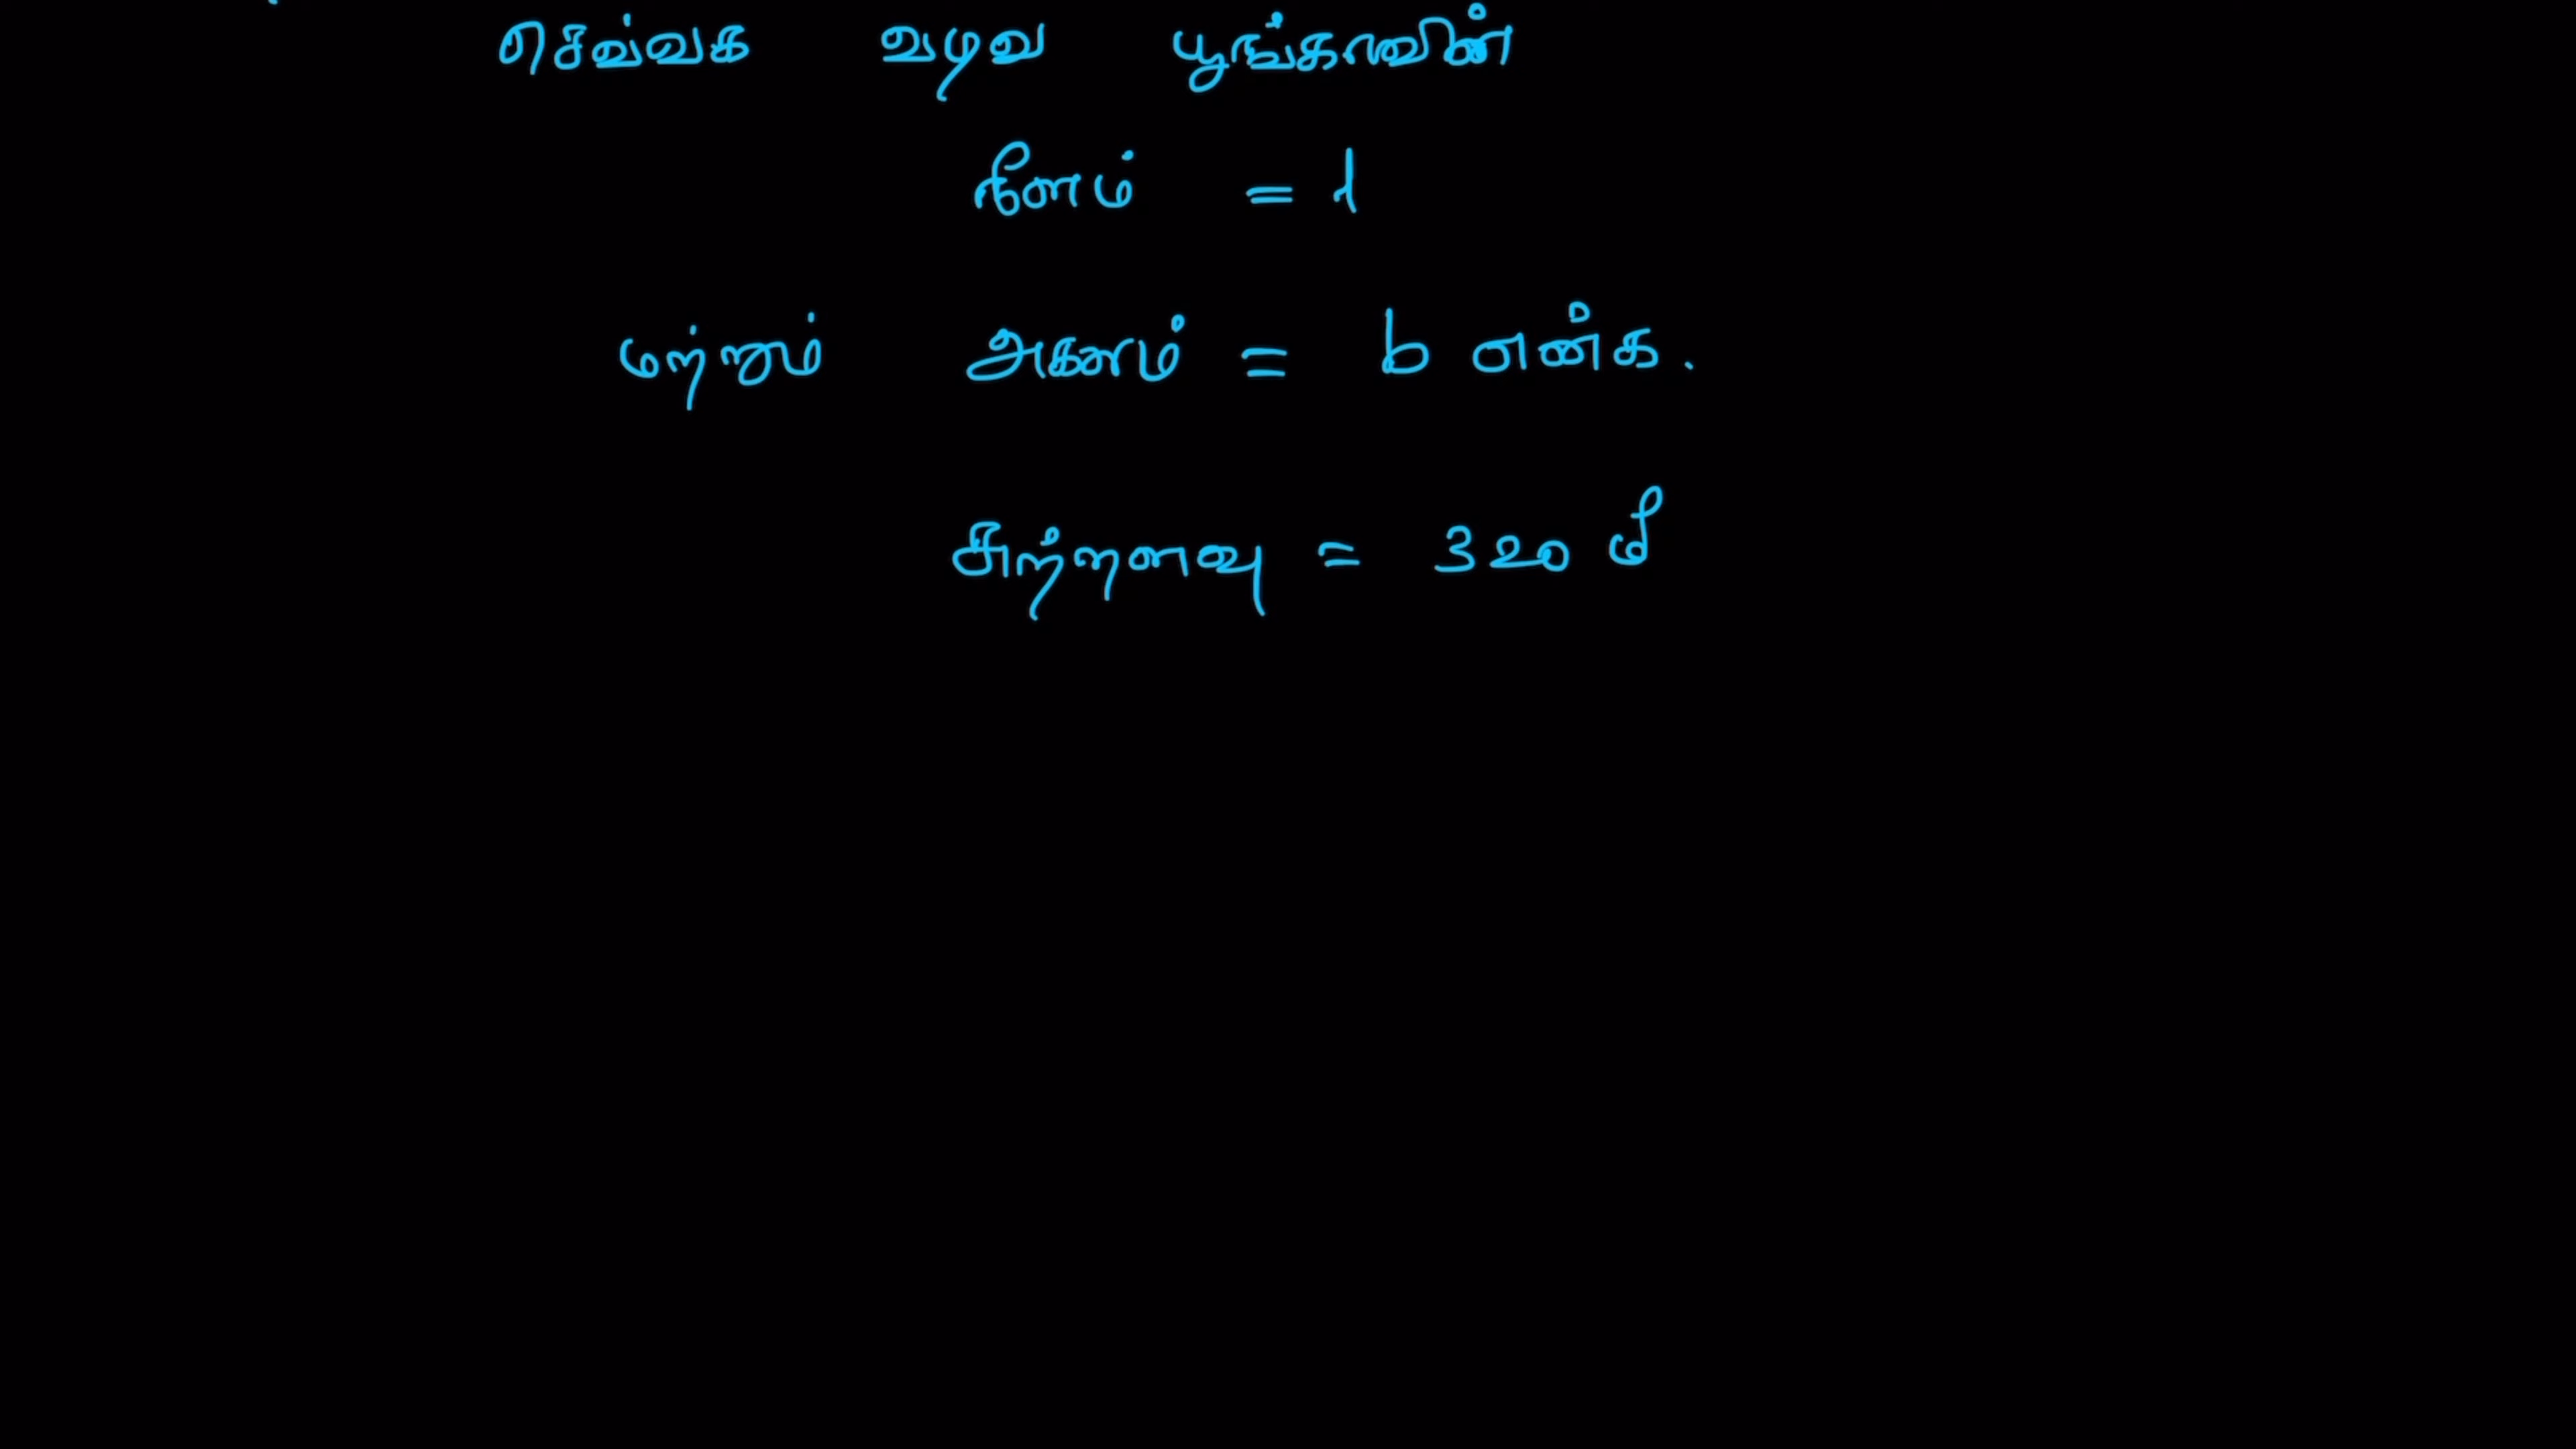 செவ்வக வடிவ பூங்காவின்
நீளம் = l
மற்றும் அகலம் = b என்க.
சுற்றளவு = 320 மீ